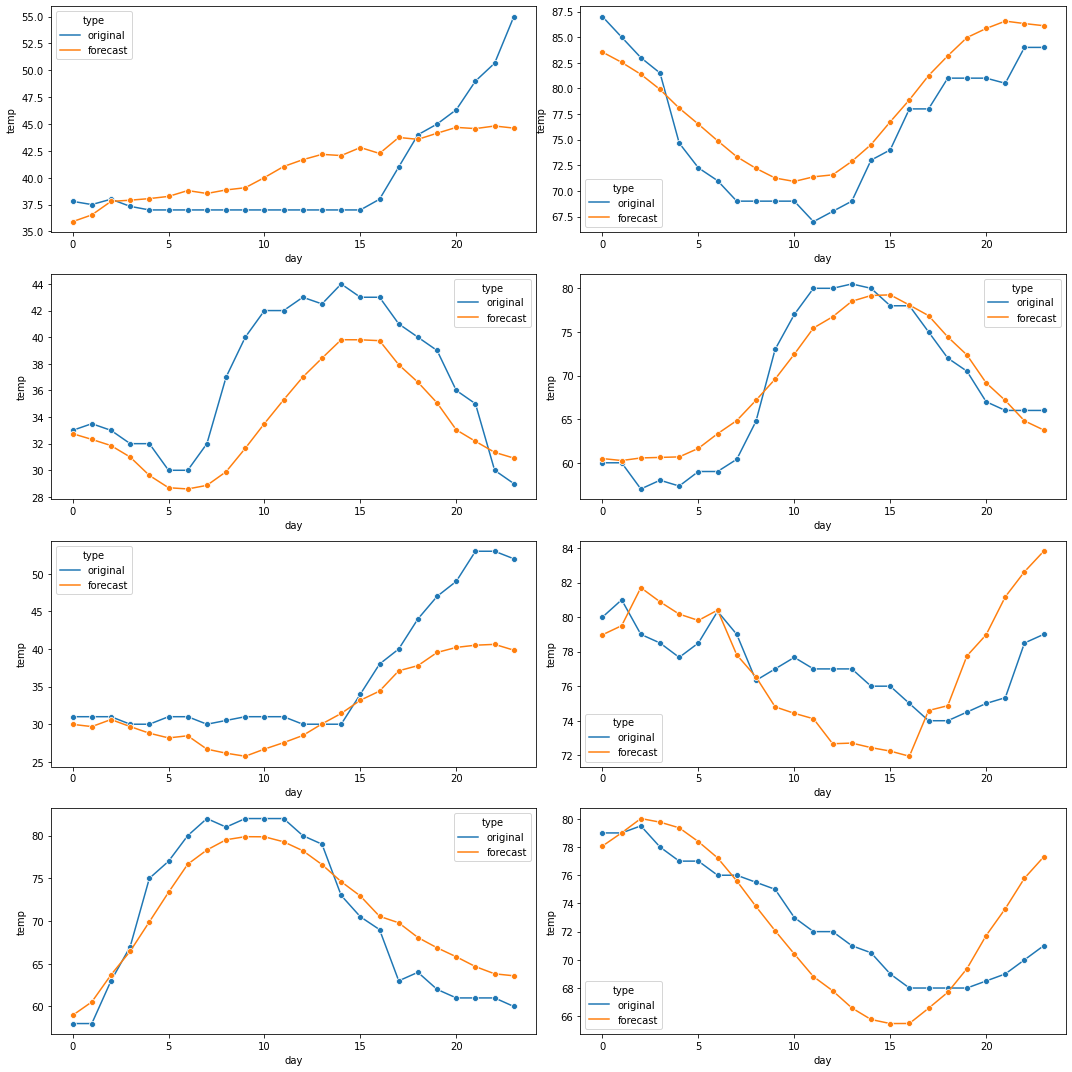 type
original
forecast
temp
55.0
52.5
50.0
47.5
45.0
42.5
40.0
37.5
35.0
0 5 10 15 20
day
type
original
forecast
temp
87.5
85.0
82.5
80.0
77.5
75.0
72.5
70.0
67.5
0 5 10 15 20
day
type
original
forecast
temp
44
42
40
38
36
34
32
30
28
0 5 10 15 20
day
type
original
forecast
temp
80
75
70
65
60
0 5 10 15 20
day
type
original
forecast
temp
50
45
40
35
30
25
0 5 10 15 20
day
type
original
forecast
temp
84
82
80
78
76
74
72
0 5 10 15 20
day
type
original
forecast
temp
80
75
70
65
60
0 5 10 15 20
day
type
original
forecast
temp
80
78
76
74
72
70
68
66
0 5 10 15 20
day